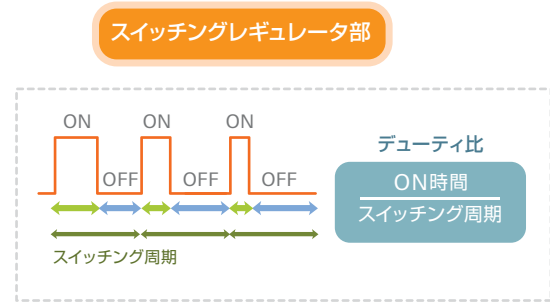 スイッチングレギュレータ部
ON ON ON
OFF OFF OFF
スイッチング周期
デューティ比
ON時間
スイッチング周期